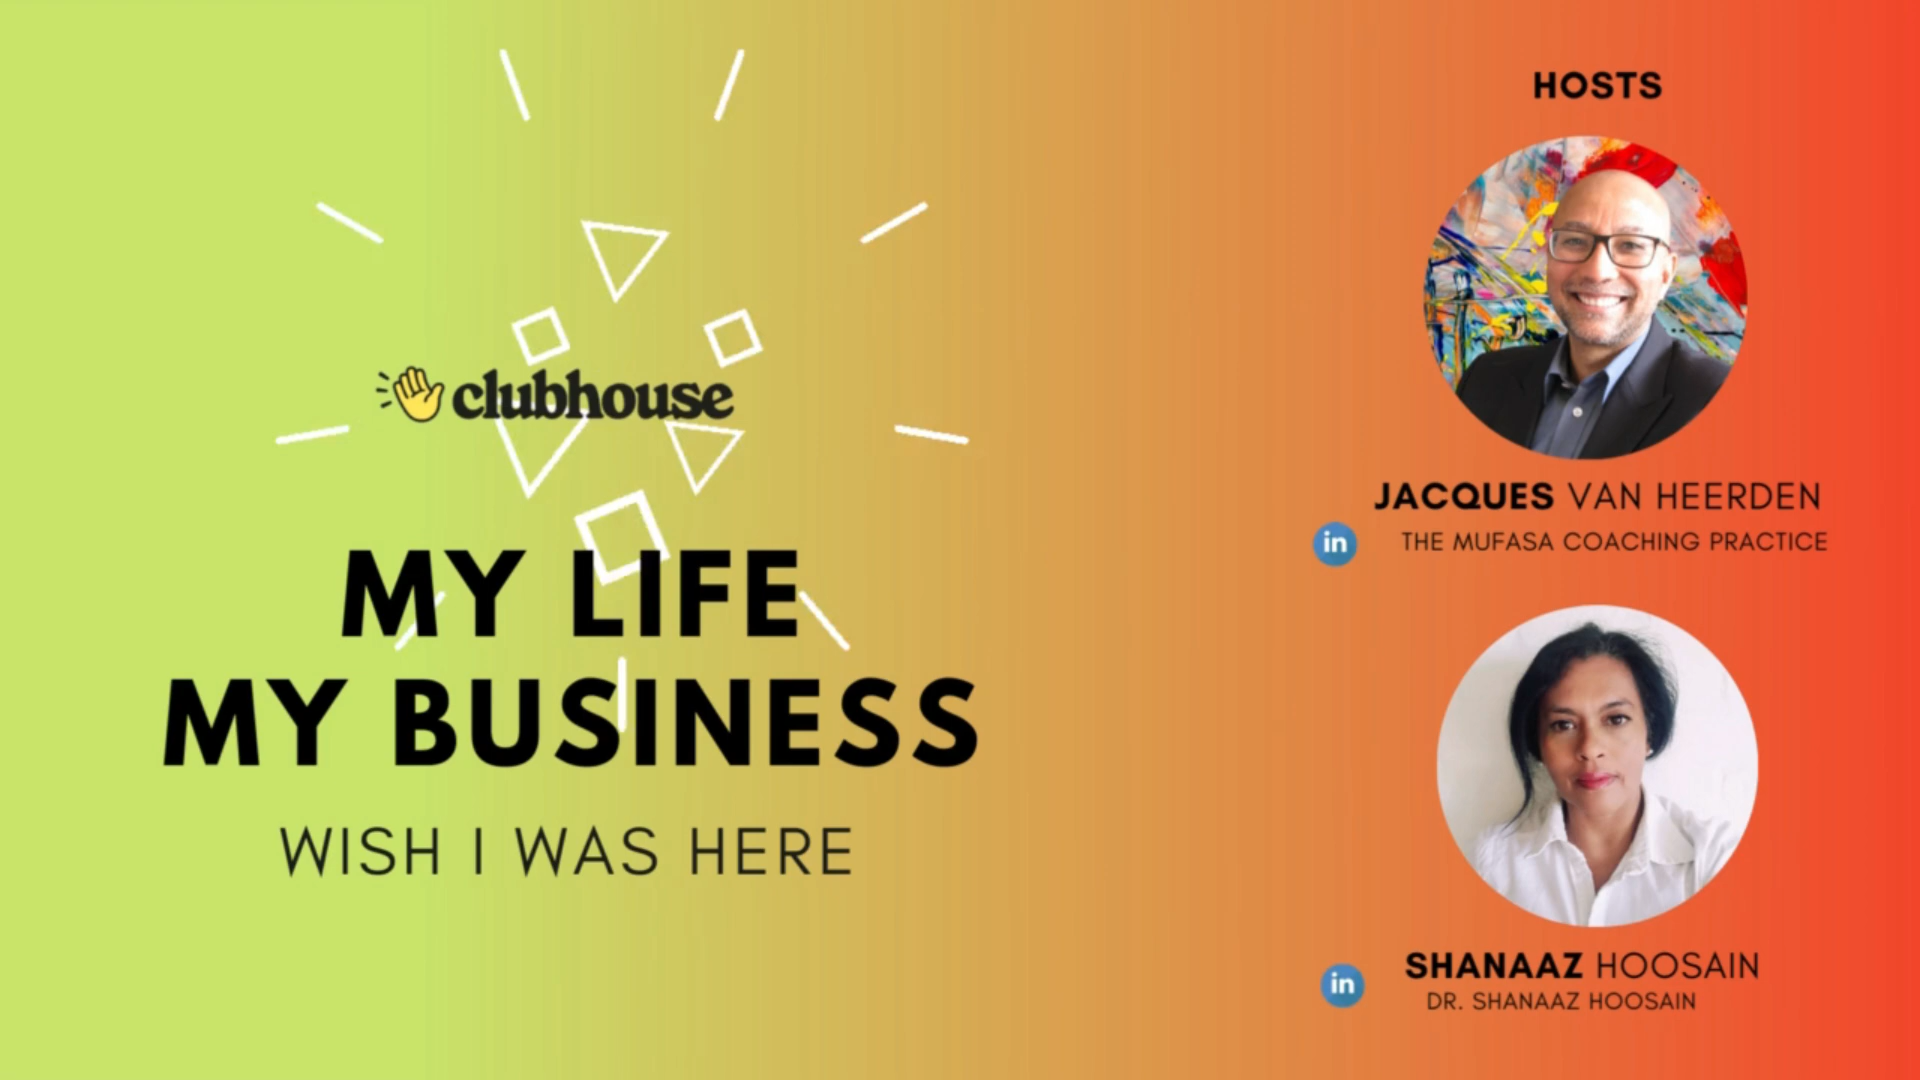 clubhouse
MY LIFE
MY BUSINESS
WISH I WAS HERE
HOSTS
JACQUES VAN HEERDEN
in THE MUFASA COACHING PRACTICE
SHANAAZ HOOSAIN
in DR. SHANAAZ HOOSAIN